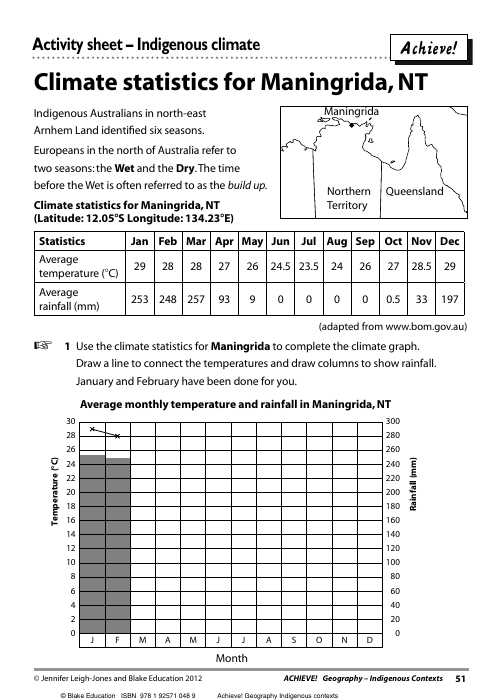 Activity sheet – Indigenous climate
Achieve!
Climate statistics for Maningrida, NT
Indigenous Australians in north-east
Arnhem Land identified six seasons.
Europeans in the north of Australia refer to
two seasons: the Wet and the Dry. The time
before the Wet is often referred to as the build up.
Maningrida
Northern
Territory
Queensland
Climate statistics for Maningrida, NT
(Latitude: 12.05°S Longitude: 134.23°E)
Statistics Jan Feb Mar Apr May Jun Jul Aug Sep Oct Nov Dec
Average
temperature (°C) 29 28 28 27 26 24.5 23.5 24 26 27 28.5 29
Average
rainfall (mm) 253 248 257 93 9 0 0 0 0 0.5 33 197
(adapted from www.bom.gov.au)
1 Use the climate statistics for Maningrida to complete the climate graph.
Draw a line to connect the temperatures and draw columns to show rainfall.
January and February have been done for you.
Average monthly temperature and rainfall in Maningrida, NT
30 300
28 280
26 260
24 240
22 220
20 200
18 180
16 160
14 140
12 120
10 100
8 80
6 60
4 40
2 20
0 0
Temperature (°C)
Rainfall (mm)
J F M A M J J A S O N D
Month
© Jennifer Leigh-Jones and Blake Education 2012
ACHIEVE! Geography – Indigenous Contexts 51
© Blake Education ISBN 978 1 92571 048 9 Achieve! Geography Indigenous contexts